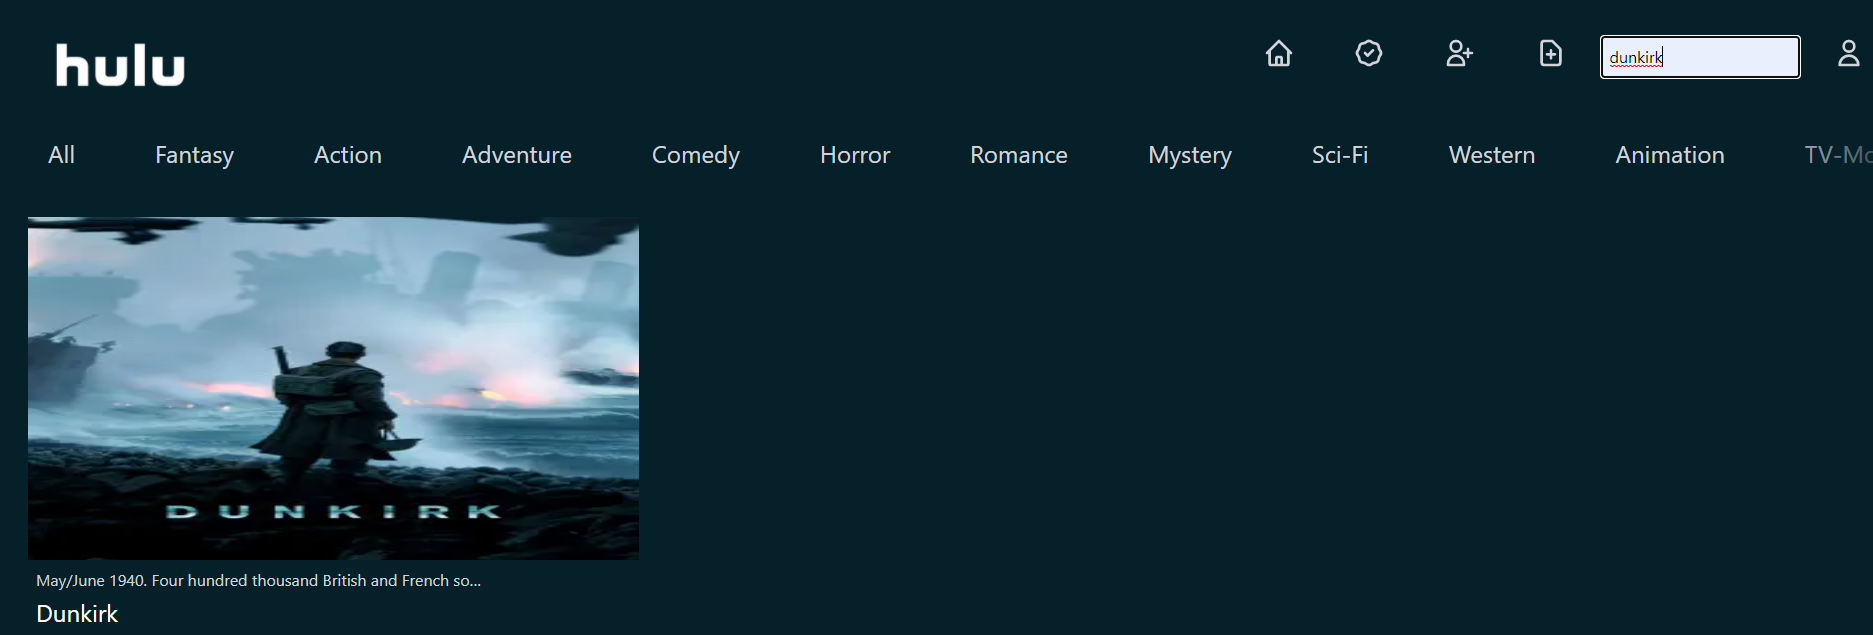 hulu
dunkirk
All Fantasy Action Adventure Comedy Horror Romance Mystery Sci-Fi Western Animation TV-Mo
DUNKIRK
May/June 1940. Four hundred thousand British and French so...
Dunkirk